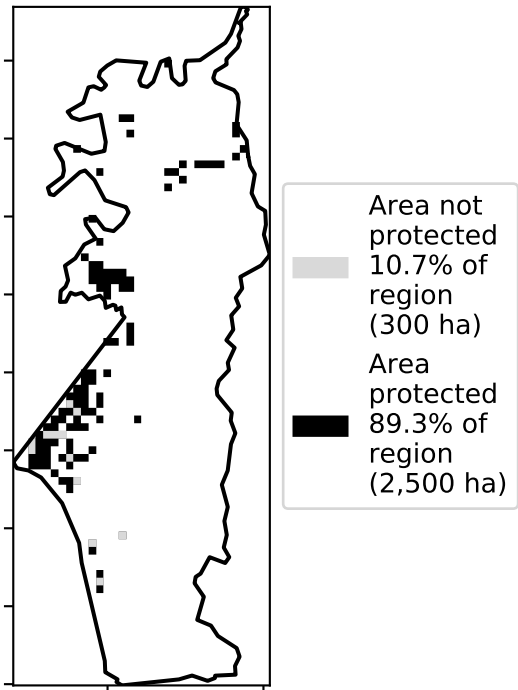 Area not
protected
10.7% of
region
(300 ha)
Area
protected
89.3% of
region
(2,500 ha)